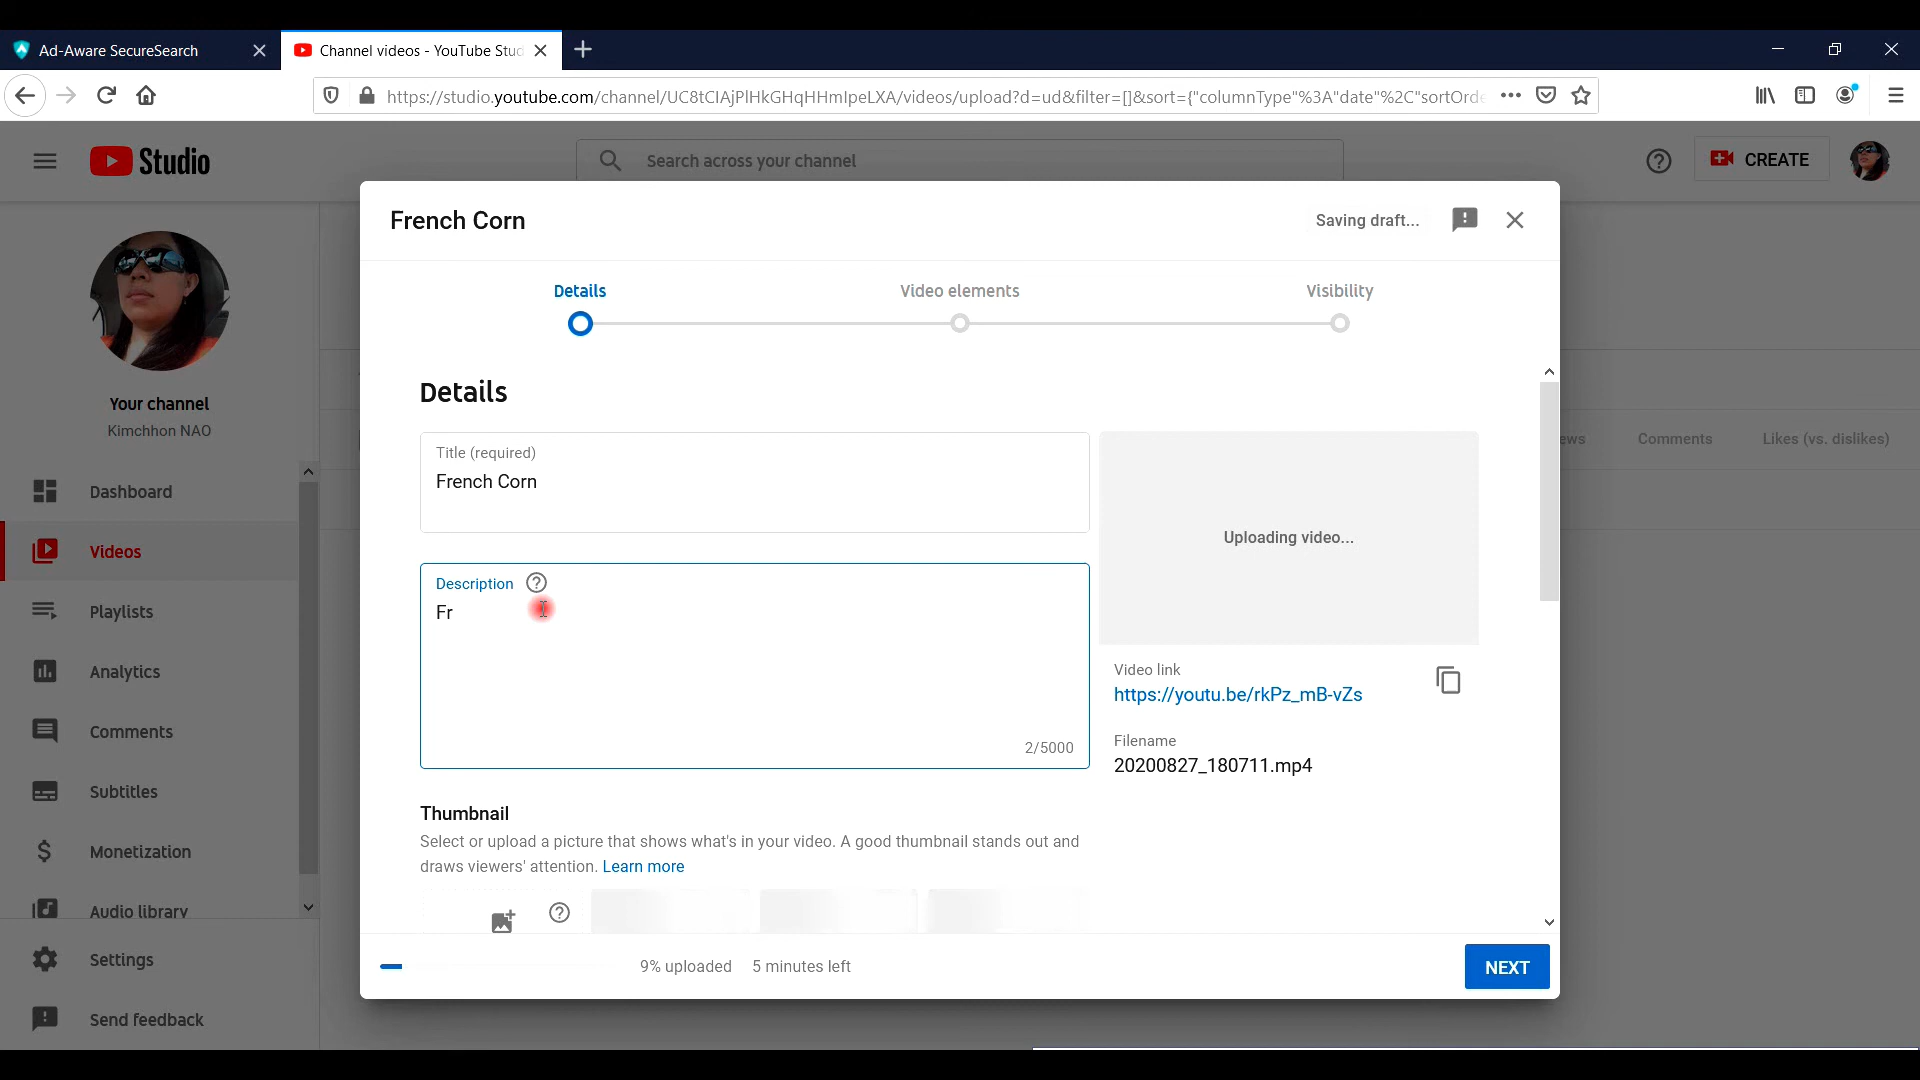 Ad-Aware SecureSearch
Channel videos - YouTube Stud
https://studio.youtube.com/channel/UC8tCIAjPlHkGHqHHmIpeLXA/videos/upload?d=ud&filter=[]&sort={"columnType"%3A"date"%2C"sortOrde
Studio
Search across your channel
CREATE
French Corn
Saving draft...
Details
Video elements
Visibility
Your channel
Kimchhon NAO
Dashboard
Videos
Playlists
Analytics
Comments
Subtitles
Monetization
Audio library
Settings
Send feedback
Details
Title (required)
French Corn
Description
Fr
2/5000
Uploading video...
Video link
https://youtu.be/rkPz_mB-vZs
Filename
20200827_180711.mp4
Thumbnail
Select or upload a picture that shows what's in your video. A good thumbnail stands out and
draws viewers' attention. Learn more
ews
Comments
Likes (vs. dislikes)
9% uploaded
5 minutes left
NEXT